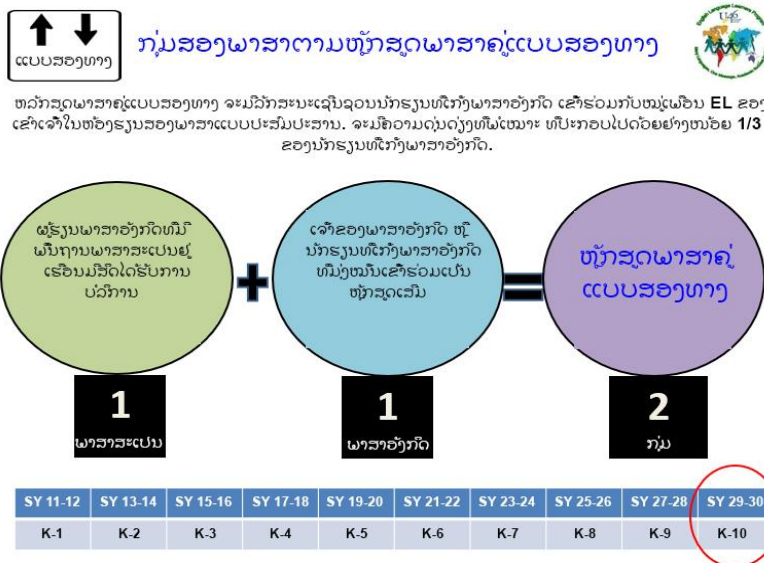 ແບບສອງທາງ
ກຸ່ມສອງພາສາຕາມຫຼັກສູດພາສາຄູ່ແບບສອງທາງ
U46
ຫລັກສູດພາສາຄູ່ແບບສອງທາງ ຈະມີລັກສະນະເຊີນຊວນນັກຮຽນທີ່ເກັ່ງພາສາອັງກິດ ເຂົ້າຮ່ວມກັບໝູ່ເພື່ອນ EL ຂອງ
ເຂົາເຈົ້າໃນຫ້ອງຮຽນສອງພາສາແບບປະສົມປະສານ. ຈະມີຄວາມດຸ່ນດ່ຽງທີ່ພໍເໝາະ ທີ່ປະກອບໄປດ້ວຍຢ່າງໜ້ອຍ 1/3
ຂອງນັກຮຽນທີ່ເກັ່ງພາສາອັງກິດ.
ຜູ້ຮຽນພາສາອັງກິດທີ່ມີ
ພື້ນຖານພາສາສະເປນຢູ່
ເຮືອນມີສິດໄດ້ຮັບການ
ບໍລິການ
ເຈົ້າຂອງພາສາອັງກິດ ຫຼື
ນັກຮຽນທີ່ເກັ່ງພາສາອັງກິດ
ທີ່ມຸ່ງໝັ້ນເຂົ້າຮ່ວມເປັນ
ຫຼັກສູດເສີມ
ຫຼັກສູດພາສາຄູ່
ແບບສອງທາງ
1
ພາສາສະເປນ
1
ພາສາອັງກິດ
2
ກຸ່ມ
SY 11-12 SY 13-14 SY 15-16 SY 17-18 SY 19-20 SY 21-22 SY 23-24 SY 25-26 SY 27-28 SY 29-30
K-1 K-2 K-3 K-4 K-5 K-6 K-7 K-8 K-9 K-10